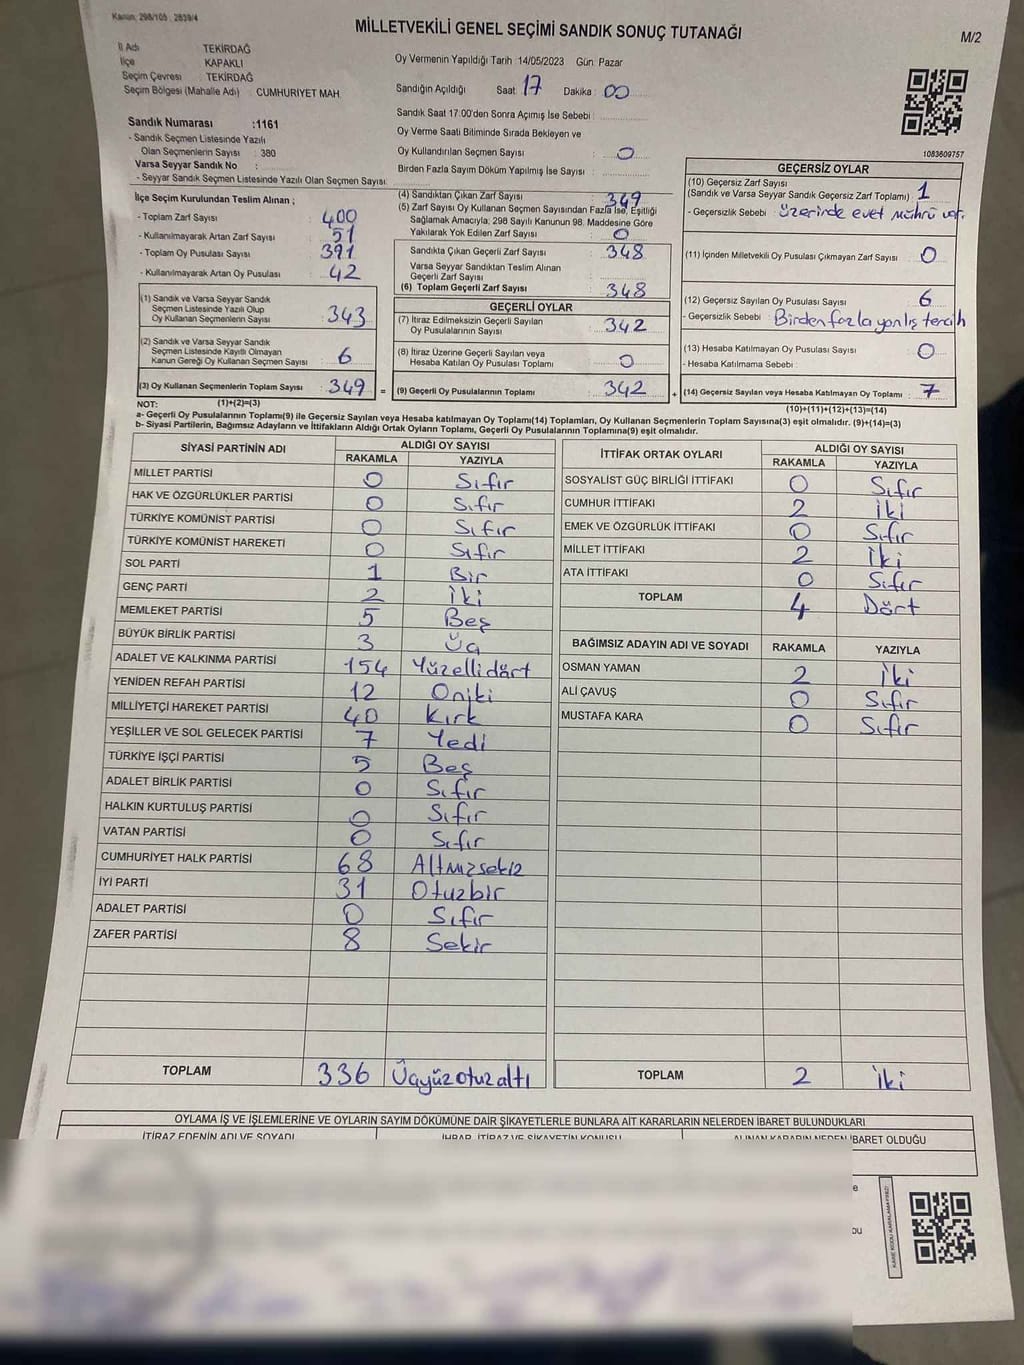 Kanun; 298/105 , 2839/4
MİLLETVEKİLİ GENEL SEÇİMİ SANDIK SONUÇ TUTANAĞI
M/2
İl Adı TEKİRDAĞ
İlçe KAPAKLI
Seçim Çevresi : TEKİRDAĞ
Seçim Bölgesi (Mahalle Adı) : CUMHURİYET MAH.
Sandık Numarası :1161
- Sandık Seçmen Listesinde Yazılı
Olan Seçmenlerin Sayısı : 380
Varsa Seyyar Sandık No :
- Seyyar Sandık Seçmen Listesinde Yazılı Olan Seçmen Sayısı:
Oy Vermenin Yapıldığı Tarih : 14/05/2023 Gün: Pazar
Sandığın Açıldığı Saat: 17 Dakika : 00
Sandık Saat 17:00'den Sonra Açımış İse Sebebi :
Oy Verme Saati Bitiminde Sırada Bekleyen ve
Oy Kullandırılan Seçmen Sayısı : 0
Birden Fazla Sayım Döküm Yapılmış İse Sayısı :
1083609757
İlçe Seçim Kurulundan Teslim Alınan ;
- Toplam Zarf Sayısı : 400
- Kullanılmayarak Artan Zarf Sayısı : 51
- Toplam Oy Pusulası Sayısı : 391
- Kullanılmayarak Artan Oy Pusulası : 42
(1) Sandık ve Varsa Seyyar Sandık
Seçmen Listesinde Yazılı Olup
Oy Kullanan Seçmenlerin Sayısı : 343
(2) Sandık ve Varsa Seyyar Sandık
Seçmen Listesinde Kayıtlı Olmayan
Kanun Gereği Oy Kullanan Seçmen Sayısı : 6
(3) Oy Kullanan Seçmenlerin Toplam Sayısı : 349 =
(4) Sandıktan Çıkan Zarf Sayısı : 349
(5) Zarf Sayısı Oy Kullanan Seçmen Sayısından Fazla İse, Eşitliği
Sağlamak Amacıyla; 298 Sayılı Kanunun 98. Maddesine Göre
Yakılarak Yok Edilen Zarf Sayısı : 0
Sandıkta Çıkan Geçerli Zarf Sayısı : 348
Varsa Seyyar Sandıktan Teslim Alınan
Geçerli Zarf Sayısı :
(6) Toplam Geçerli Zarf Sayısı : 348
GEÇERLİ OYLAR
(7) İtiraz Edilmeksizin Geçerli Sayılan
Oy Pusulalarının Sayısı : 342
(8) İtiraz Üzerine Geçerli Sayılan veya
Hesaba Katılan Oy Pusulası Toplamı : 0
(9) Geçerli Oy Pusulalarının Toplamı : 342 +
GEÇERSİZ OYLAR
(10) Geçersiz Zarf Sayısı
(Sandık ve Varsa Seyyar Sandık Geçersiz Zarf Toplamı) : 1
- Geçersizlik Sebebi : üzerinde evet mührü var.
(11) İçinden Milletvekili Oy Pusulası Çıkmayan Zarf Sayısı : 0
(12) Geçersiz Sayılan Oy Pusulası Sayısı : 6
- Geçersizlik Sebebi : Birden fazla yanlış tercih
(13) Hesaba Katılmayan Oy Pusulası Sayısı : 0
- Hesaba Katılmama Sebebi :
(14) Geçersiz Sayılan veya Hesaba Katılmayan Oy Toplamı : 7
NOT: (1)+(2)=(3) (10)+(11)+(12)+(13)=(14)
a- Geçerli Oy Pusulalarının Toplamı(9) ile Geçersiz Sayılan veya Hesaba katılmayan Oy Toplamı(14) Toplamları, Oy Kullanan Seçmenlerin Toplam Sayısına(3) eşit olmalıdır. (9)+(14)=(3)
b- Siyasi Partilerin, Bağımsız Adayların ve İttifakların Aldığı Ortak Oyların Toplamı, Geçerli Oy Pusulalarının Toplamına(9) eşit olmalıdır.
SİYASİ PARTİNİN ADI ALDIĞI OY SAYISI
RAKAMLA YAZIYLA
MİLLET PARTİSİ 0 Sıfır
HAK VE ÖZGÜRLÜKLER PARTİSİ 0 Sıfır
TÜRKİYE KOMÜNİST PARTİSİ 0 Sıfır
TÜRKİYE KOMÜNİST HAREKETİ 0 Sıfır
SOL PARTİ 1 Bir
GENÇ PARTİ 2 İki
MEMLEKET PARTİSİ 5 Beş
BÜYÜK BİRLİK PARTİSİ 3 Üç
ADALET VE KALKINMA PARTİSİ 154 Yüzellidört
YENİDEN REFAH PARTİSİ 12 Oniki
MİLLİYETÇİ HAREKET PARTİSİ 40 Kırk
YEŞİLLER VE SOL GELECEK PARTİSİ 7 Yedi
TÜRKİYE İŞÇİ PARTİSİ 5 Beş
ADALET BİRLİK PARTİSİ 0 Sıfır
HALKIN KURTULUŞ PARTİSİ 0 Sıfır
VATAN PARTİSİ 0 Sıfır
CUMHURİYET HALK PARTİSİ 68 Altmışsekiz
İYİ PARTİ 31 Otuzbir
ADALET PARTİSİ 0 Sıfır
ZAFER PARTİSİ 8 Sekiz
TOPLAM 336 Üçyüzotuzaltı
İTTİFAK ORTAK OYLARI ALDIĞI OY SAYISI
RAKAMLA YAZIYLA
SOSYALİST GÜÇ BİRLİĞİ İTTİFAKI 0 Sıfır
CUMHUR İTTİFAKI 2 İki
EMEK VE ÖZGÜRLÜK İTTİFAKI 0 Sıfır
MİLLET İTTİFAKI 2 İki
ATA İTTİFAKI 0 Sıfır
TOPLAM 4 Dört
BAĞIMSIZ ADAYIN ADI VE SOYADI RAKAMLA YAZIYLA
OSMAN YAMAN 2 İki
ALİ ÇAVUŞ 0 Sıfır
MUSTAFA KARA 0 Sıfır
TOPLAM 2 İki
OYLAMA İŞ VE İŞLEMLERİNE VE OYLARIN SAYIM DÖKÜMÜNE DAİR ŞİKAYETLERLE BUNLARA AİT KARARLARIN NELERDEN İBARET BULUNDUKLARI
İTİRAZ EDENİN ADI VE SOYADI İHBAR, İTİRAZ VE ŞİKAYETİN KONUSU ALINAN KARARIN NEDEN İBARET OLDUĞU